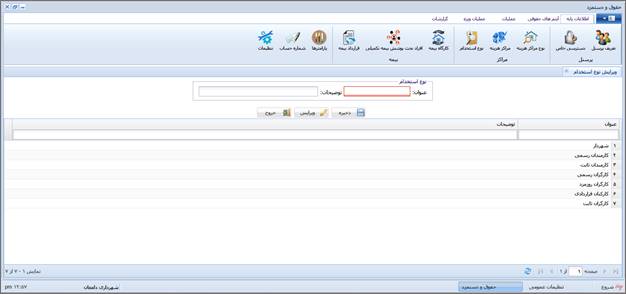 حقوق و دستمزد
اطلاعات پایه آیتم های حقوقی عملیات عملیات ویژه گزارشات
تعریف پرسنل دسترسی خاص نوع مراکز هزینه مراکز هزینه نوع استخدام کارگاه بیمه افراد تحت پوشش بیمه تکمیلی قرارداد بیمه پارامترها شماره حساب تنظیمات
پرسنل مراکز بیمه
ویرایش نوع استخدام
نوع استخدام
عنوان: توضیحات:
ذخیره ویرایش خروج
عنوان توضیحات
۱ شهردار
۲ کارمندان رسمی
۳ کارمندان ثابت
۴ کارگران رسمی
۵ کارگران روزمزد
۶ کارکنان قراردادی
۷ کارگران ثابت
صفحه ۱ از ۱ نمایش ۱ - ۷ از ۷
شروع تنظیمات عمومی حقوق و دستمزد شهرداری دامنان ۱۲:۵۷ pm